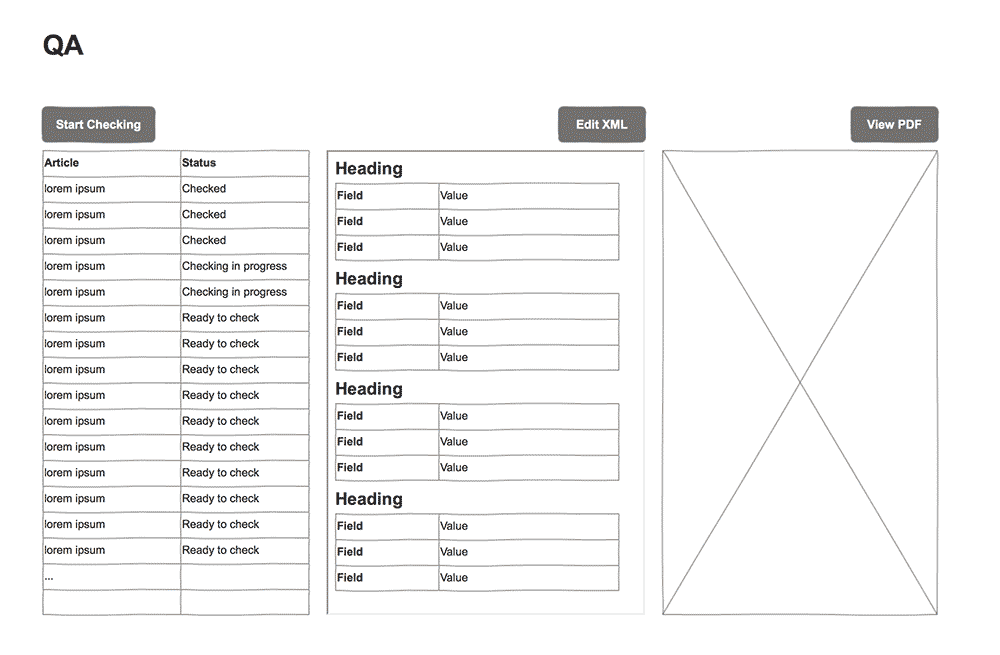 QA
Start Checking
Edit XML
View PDF
Article Status
lorem ipsum Checked
lorem ipsum Checked
lorem ipsum Checked
lorem ipsum Checking in progress
lorem ipsum Checking in progress
lorem ipsum Ready to check
lorem ipsum Ready to check
lorem ipsum Ready to check
lorem ipsum Ready to check
lorem ipsum Ready to check
lorem ipsum Ready to check
lorem ipsum Ready to check
lorem ipsum Ready to check
lorem ipsum Ready to check
lorem ipsum Ready to check
...
Heading
Field Value
Field Value
Field Value
Heading
Field Value
Field Value
Field Value
Heading
Field Value
Field Value
Field Value
Heading
Field Value
Field Value
Field Value